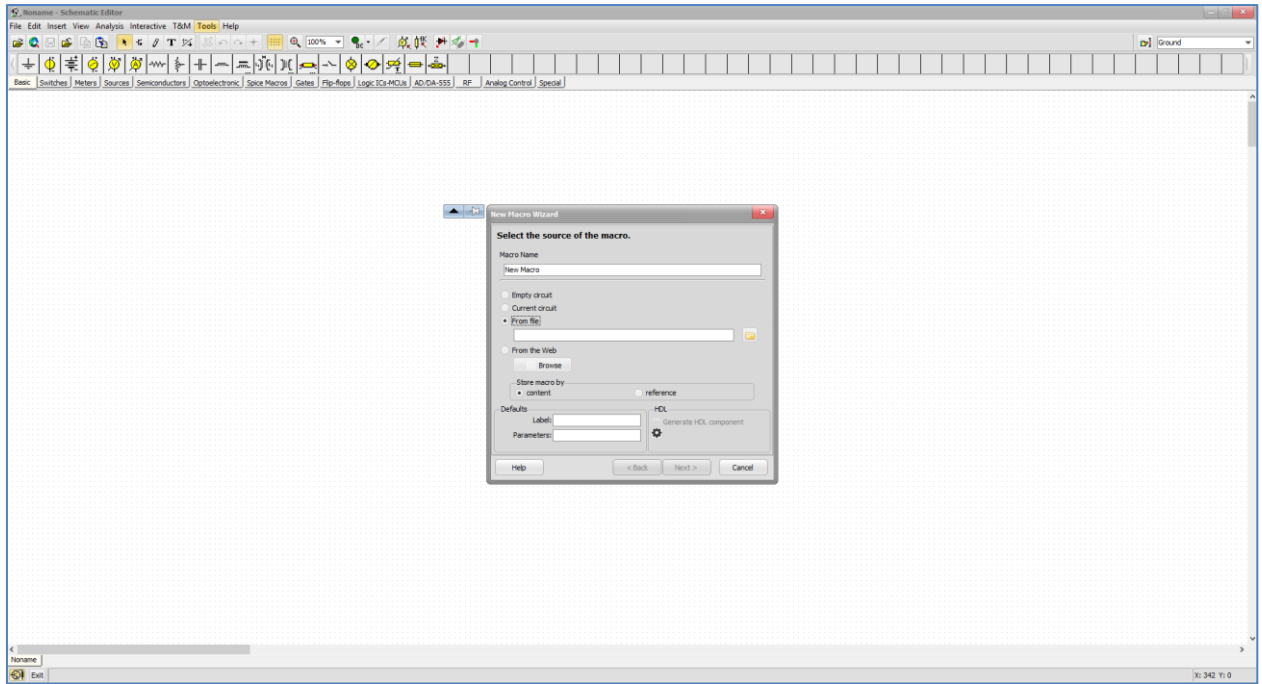 Noname - Schematic Editor
File Edit Insert View Analysis Interactive T&M Tools Help
100%
Ground
Basic Switches Meters Sources Semiconductors Optoelectronic Spice Macros Gates Flip-flops Logic ICs-MCUs AD/DA-555 RF Analog Control Special
New Macro Wizard
Select the source of the macro.
Macro Name
New Macro
Empty circuit
Current circuit
From file
From the Web
Browse
Store macro by
content reference
Defaults HDL
Label: Generate HDL component
Parameters:
Help < Back Next > Cancel
Noname
Exit X: 342 Y: 0